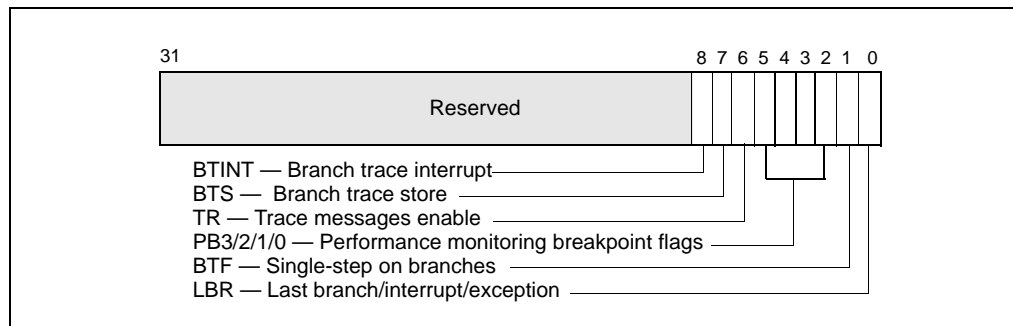 31 8 7 6 5 4 3 2 1 0
Reserved
BTINT — Branch trace interrupt
BTS — Branch trace store
TR — Trace messages enable
PB3/2/1/0 — Performance monitoring breakpoint flags
BTF — Single-step on branches
LBR — Last branch/interrupt/exception